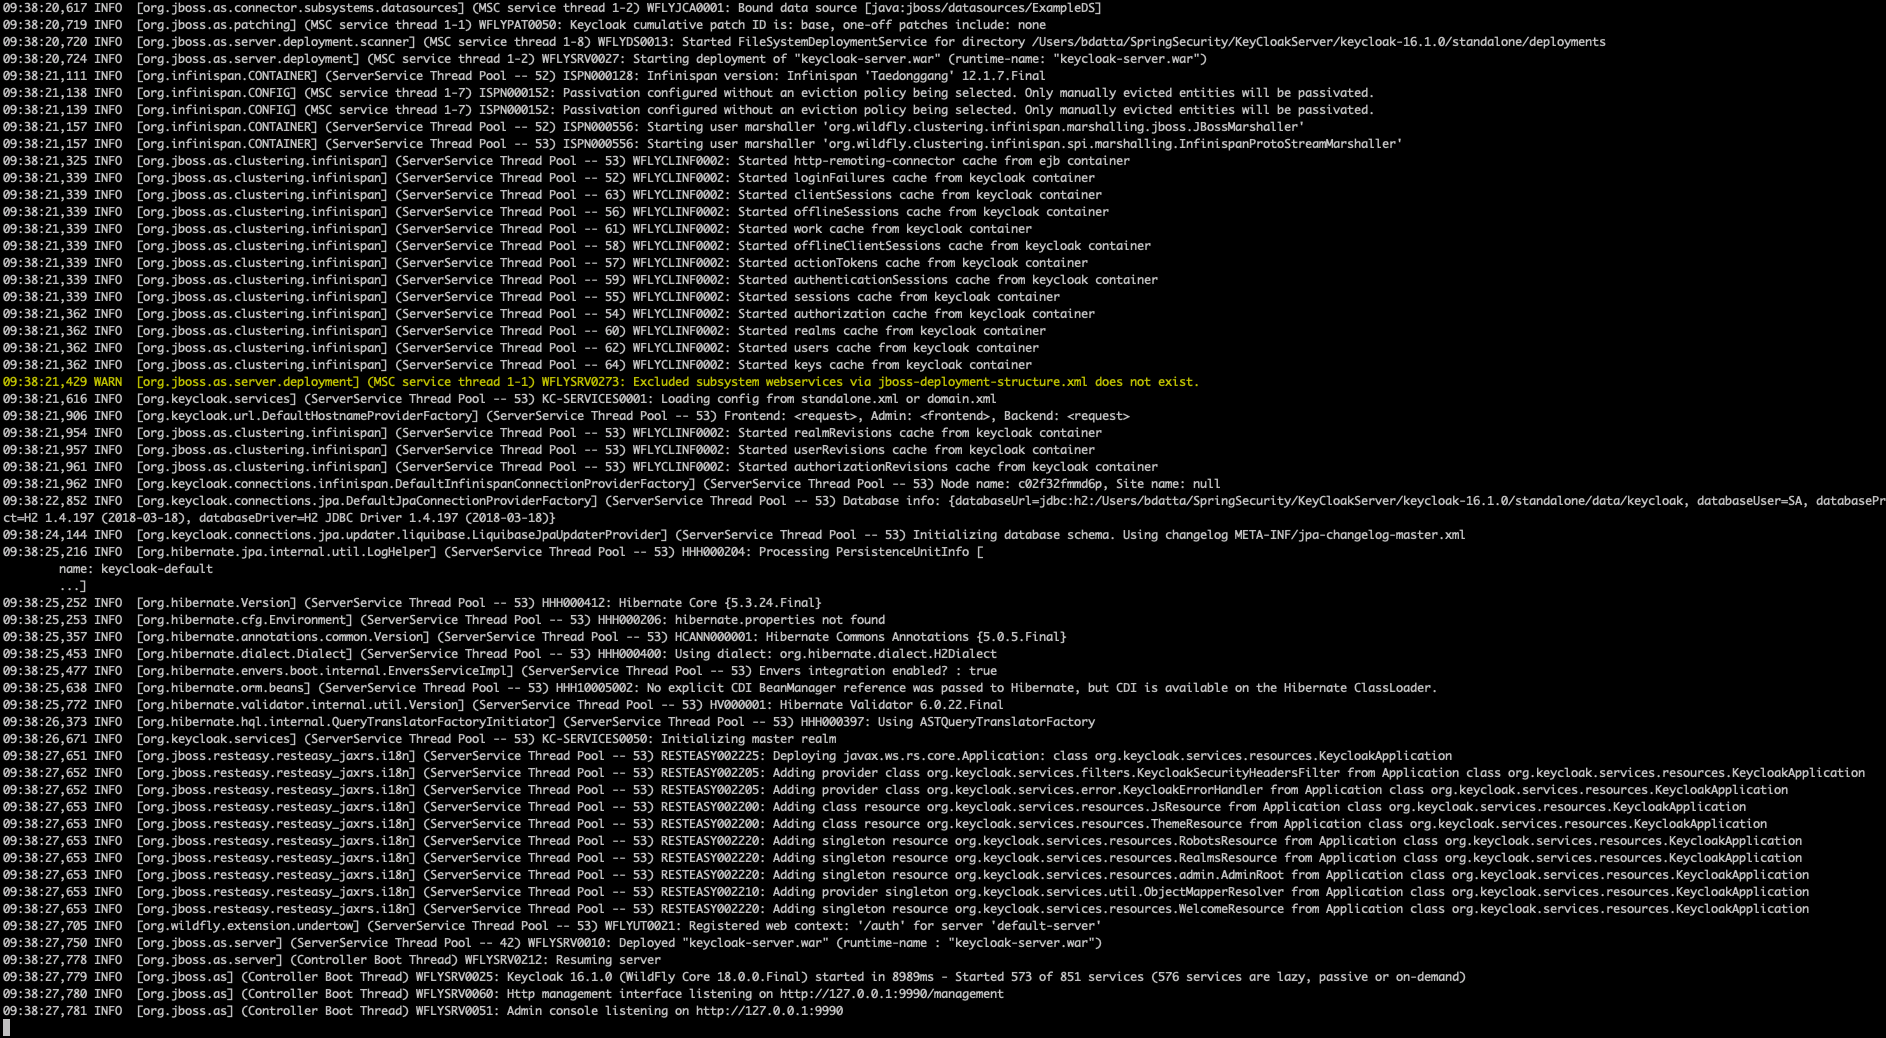 09:38:20,617 INFO  [org.jboss.as.connector.subsystems.datasources] (MSC service thread 1-2) WFLYJCA0001: Bound data source [java:jboss/datasources/ExampleDS]
09:38:20,719 INFO  [org.jboss.as.patching] (MSC service thread 1-1) WFLYPAT0050: Keycloak cumulative patch ID is: base, one-off patches include: none
09:38:20,720 INFO  [org.jboss.as.server.deployment.scanner] (MSC service thread 1-8) WFLYDS0013: Started FileSystemDeploymentService for directory /Users/bdatta/SpringSecurity/KeyCloakServer/keycloak-16.1.0/standalone/deployments
09:38:20,724 INFO  [org.jboss.as.server.deployment] (MSC service thread 1-2) WFLYSRV0027: Starting deployment of "keycloak-server.war" (runtime-name: "keycloak-server.war")
09:38:21,111 INFO  [org.infinispan.CONTAINER] (ServerService Thread Pool -- 52) ISPN000128: Infinispan version: Infinispan 'Taedonggang' 12.1.7.Final
09:38:21,138 INFO  [org.infinispan.CONFIG] (MSC service thread 1-7) ISPN000152: Passivation configured without an eviction policy being selected. Only manually evicted entities will be passivated.
09:38:21,139 INFO  [org.infinispan.CONFIG] (MSC service thread 1-7) ISPN000152: Passivation configured without an eviction policy being selected. Only manually evicted entities will be passivated.
09:38:21,157 INFO  [org.infinispan.CONTAINER] (ServerService Thread Pool -- 52) ISPN000556: Starting user marshaller 'org.wildfly.clustering.infinispan.marshalling.jboss.JBossMarshaller'
09:38:21,157 INFO  [org.infinispan.CONTAINER] (ServerService Thread Pool -- 53) ISPN000556: Starting user marshaller 'org.wildfly.clustering.infinispan.spi.marshalling.InfinispanProtoStreamMarshaller'
09:38:21,325 INFO  [org.jboss.as.clustering.infinispan] (ServerService Thread Pool -- 53) WFLYCLINF0002: Started http-remoting-connector cache from ejb container
09:38:21,339 INFO  [org.jboss.as.clustering.infinispan] (ServerService Thread Pool -- 52) WFLYCLINF0002: Started loginFailures cache from keycloak container
09:38:21,339 INFO  [org.jboss.as.clustering.infinispan] (ServerService Thread Pool -- 63) WFLYCLINF0002: Started clientSessions cache from keycloak container
09:38:21,339 INFO  [org.jboss.as.clustering.infinispan] (ServerService Thread Pool -- 56) WFLYCLINF0002: Started offlineSessions cache from keycloak container
09:38:21,339 INFO  [org.jboss.as.clustering.infinispan] (ServerService Thread Pool -- 61) WFLYCLINF0002: Started work cache from keycloak container
09:38:21,339 INFO  [org.jboss.as.clustering.infinispan] (ServerService Thread Pool -- 58) WFLYCLINF0002: Started offlineClientSessions cache from keycloak container
09:38:21,339 INFO  [org.jboss.as.clustering.infinispan] (ServerService Thread Pool -- 57) WFLYCLINF0002: Started actionTokens cache from keycloak container
09:38:21,339 INFO  [org.jboss.as.clustering.infinispan] (ServerService Thread Pool -- 59) WFLYCLINF0002: Started authenticationSessions cache from keycloak container
09:38:21,339 INFO  [org.jboss.as.clustering.infinispan] (ServerService Thread Pool -- 55) WFLYCLINF0002: Started sessions cache from keycloak container
09:38:21,362 INFO  [org.jboss.as.clustering.infinispan] (ServerService Thread Pool -- 54) WFLYCLINF0002: Started authorization cache from keycloak container
09:38:21,362 INFO  [org.jboss.as.clustering.infinispan] (ServerService Thread Pool -- 60) WFLYCLINF0002: Started realms cache from keycloak container
09:38:21,362 INFO  [org.jboss.as.clustering.infinispan] (ServerService Thread Pool -- 62) WFLYCLINF0002: Started users cache from keycloak container
09:38:21,362 INFO  [org.jboss.as.clustering.infinispan] (ServerService Thread Pool -- 64) WFLYCLINF0002: Started keys cache from keycloak container
09:38:21,429 WARN  [org.jboss.as.server.deployment] (MSC service thread 1-1) WFLYSRV0273: Excluded subsystem webservices via jboss-deployment-structure.xml does not exist.
09:38:21,616 INFO  [org.keycloak.services] (ServerService Thread Pool -- 53) KC-SERVICES0001: Loading config from standalone.xml or domain.xml
09:38:21,906 INFO  [org.keycloak.url.DefaultHostnameProviderFactory] (ServerService Thread Pool -- 53) Frontend: <request>, Admin: <frontend>, Backend: <request>
09:38:21,954 INFO  [org.jboss.as.clustering.infinispan] (ServerService Thread Pool -- 53) WFLYCLINF0002: Started realmRevisions cache from keycloak container
09:38:21,957 INFO  [org.jboss.as.clustering.infinispan] (ServerService Thread Pool -- 53) WFLYCLINF0002: Started userRevisions cache from keycloak container
09:38:21,961 INFO  [org.jboss.as.clustering.infinispan] (ServerService Thread Pool -- 53) WFLYCLINF0002: Started authorizationRevisions cache from keycloak container
09:38:21,962 INFO  [org.keycloak.connections.infinispan.DefaultInfinispanConnectionProviderFactory] (ServerService Thread Pool -- 53) Node name: c02f32fmmd6p, Site name: null
09:38:22,852 INFO  [org.keycloak.connections.jpa.DefaultJpaConnectionProviderFactory] (ServerService Thread Pool -- 53) Database info: {databaseUrl=jdbc:h2:/Users/bdatta/SpringSecurity/KeyCloakServer/keycloak-16.1.0/standalone/data/keycloak, databaseUser=SA, databasePr
ct=H2 1.4.197 (2018-03-18), databaseDriver=H2 JDBC Driver 1.4.197 (2018-03-18)}
09:38:24,144 INFO  [org.keycloak.connections.jpa.updater.liquibase.LiquibaseJpaUpdaterProvider] (ServerService Thread Pool -- 53) Initializing database schema. Using changelog META-INF/jpa-changelog-master.xml
09:38:25,216 INFO  [org.hibernate.jpa.internal.util.LogHelper] (ServerService Thread Pool -- 53) HHH000204: Processing PersistenceUnitInfo [
name: keycloak-default
...]
09:38:25,252 INFO  [org.hibernate.Version] (ServerService Thread Pool -- 53) HHH000412: Hibernate Core {5.3.24.Final}
09:38:25,253 INFO  [org.hibernate.cfg.Environment] (ServerService Thread Pool -- 53) HHH000206: hibernate.properties not found
09:38:25,357 INFO  [org.hibernate.annotations.common.Version] (ServerService Thread Pool -- 53) HCANN000001: Hibernate Commons Annotations {5.0.5.Final}
09:38:25,453 INFO  [org.hibernate.dialect.Dialect] (ServerService Thread Pool -- 53) HHH000400: Using dialect: org.hibernate.dialect.H2Dialect
09:38:25,477 INFO  [org.hibernate.envers.boot.internal.EnversServiceImpl] (ServerService Thread Pool -- 53) Envers integration enabled? : true
09:38:25,638 INFO  [org.hibernate.orm.beans] (ServerService Thread Pool -- 53) HHH10005002: No explicit CDI BeanManager reference was passed to Hibernate, but CDI is available on the Hibernate ClassLoader.
09:38:25,772 INFO  [org.hibernate.validator.internal.util.Version] (ServerService Thread Pool -- 53) HV000001: Hibernate Validator 6.0.22.Final
09:38:26,373 INFO  [org.hibernate.hql.internal.QueryTranslatorFactoryInitiator] (ServerService Thread Pool -- 53) HHH000397: Using ASTQueryTranslatorFactory
09:38:26,671 INFO  [org.keycloak.services] (ServerService Thread Pool -- 53) KC-SERVICES0050: Initializing master realm
09:38:27,651 INFO  [org.jboss.resteasy.resteasy_jaxrs.i18n] (ServerService Thread Pool -- 53) RESTEASY002225: Deploying javax.ws.rs.core.Application: class org.keycloak.services.resources.KeycloakApplication
09:38:27,652 INFO  [org.jboss.resteasy.resteasy_jaxrs.i18n] (ServerService Thread Pool -- 53) RESTEASY002205: Adding provider class org.keycloak.services.filters.KeycloakSecurityHeadersFilter from Application class org.keycloak.services.resources.KeycloakApplication
09:38:27,652 INFO  [org.jboss.resteasy.resteasy_jaxrs.i18n] (ServerService Thread Pool -- 53) RESTEASY002205: Adding provider class org.keycloak.services.error.KeycloakErrorHandler from Application class org.keycloak.services.resources.KeycloakApplication
09:38:27,653 INFO  [org.jboss.resteasy.resteasy_jaxrs.i18n] (ServerService Thread Pool -- 53) RESTEASY002200: Adding class resource org.keycloak.services.resources.JsResource from Application class org.keycloak.services.resources.KeycloakApplication
09:38:27,653 INFO  [org.jboss.resteasy.resteasy_jaxrs.i18n] (ServerService Thread Pool -- 53) RESTEASY002200: Adding class resource org.keycloak.services.resources.ThemeResource from Application class org.keycloak.services.resources.KeycloakApplication
09:38:27,653 INFO  [org.jboss.resteasy.resteasy_jaxrs.i18n] (ServerService Thread Pool -- 53) RESTEASY002220: Adding singleton resource org.keycloak.services.resources.RobotsResource from Application class org.keycloak.services.resources.KeycloakApplication
09:38:27,653 INFO  [org.jboss.resteasy.resteasy_jaxrs.i18n] (ServerService Thread Pool -- 53) RESTEASY002220: Adding singleton resource org.keycloak.services.resources.RealmsResource from Application class org.keycloak.services.resources.KeycloakApplication
09:38:27,653 INFO  [org.jboss.resteasy.resteasy_jaxrs.i18n] (ServerService Thread Pool -- 53) RESTEASY002220: Adding singleton resource org.keycloak.services.resources.admin.AdminRoot from Application class org.keycloak.services.resources.KeycloakApplication
09:38:27,653 INFO  [org.jboss.resteasy.resteasy_jaxrs.i18n] (ServerService Thread Pool -- 53) RESTEASY002210: Adding provider singleton org.keycloak.services.util.ObjectMapperResolver from Application class org.keycloak.services.resources.KeycloakApplication
09:38:27,653 INFO  [org.jboss.resteasy.resteasy_jaxrs.i18n] (ServerService Thread Pool -- 53) RESTEASY002220: Adding singleton resource org.keycloak.services.resources.WelcomeResource from Application class org.keycloak.services.resources.KeycloakApplication
09:38:27,705 INFO  [org.wildfly.extension.undertow] (ServerService Thread Pool -- 53) WFLYUT0021: Registered web context: '/auth' for server 'default-server'
09:38:27,750 INFO  [org.jboss.as.server] (ServerService Thread Pool -- 42) WFLYSRV0010: Deployed "keycloak-server.war" (runtime-name : "keycloak-server.war")
09:38:27,778 INFO  [org.jboss.as.server] (Controller Boot Thread) WFLYSRV0212: Resuming server
09:38:27,779 INFO  [org.jboss.as] (Controller Boot Thread) WFLYSRV0025: Keycloak 16.1.0 (WildFly Core 18.0.0.Final) started in 8989ms - Started 573 of 851 services (576 services are lazy, passive or on-demand)
09:38:27,780 INFO  [org.jboss.as] (Controller Boot Thread) WFLYSRV0060: Http management interface listening on http://127.0.0.1:9990/management
09:38:27,781 INFO  [org.jboss.as] (Controller Boot Thread) WFLYSRV0051: Admin console listening on http://127.0.0.1:9990